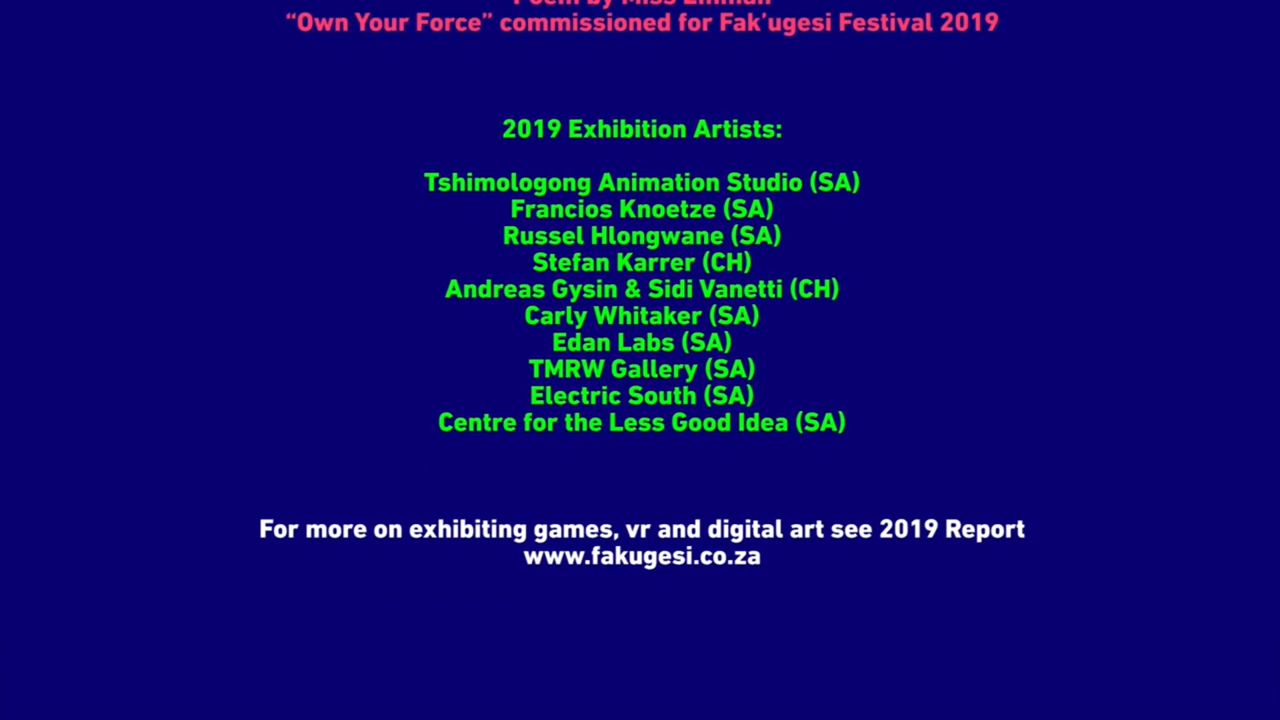 Poem by Miss
“Own Your Force” commissioned for Fak’ugesi Festival 2019
2019 Exhibition Artists:
Tshimologong Animation Studio (SA)
Francios Knoetze (SA)
Russel Hlongwane (SA)
Stefan Karrer (CH)
Andreas Gysin & Sidi Vanetti (CH)
Carly Whitaker (SA)
Edan Labs (SA)
TMRW Gallery (SA)
Electric South (SA)
Centre for the Less Good Idea (SA)
For more on exhibiting games, vr and digital art see 2019 Report
www.fakugesi.co.za